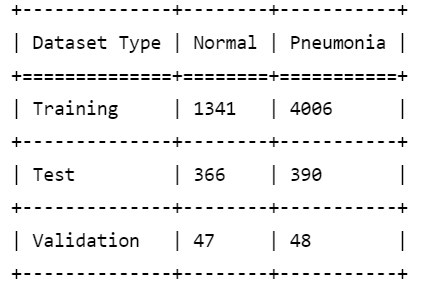 +--------------+--------+-----------+
| Dataset Type | Normal | Pneumonia |
+==============+========+===========+
| Training     | 1341   | 4006      |
+--------------+--------+-----------+
| Test         | 366    | 390       |
+--------------+--------+-----------+
| Validation   | 47     | 48        |
+--------------+--------+-----------+